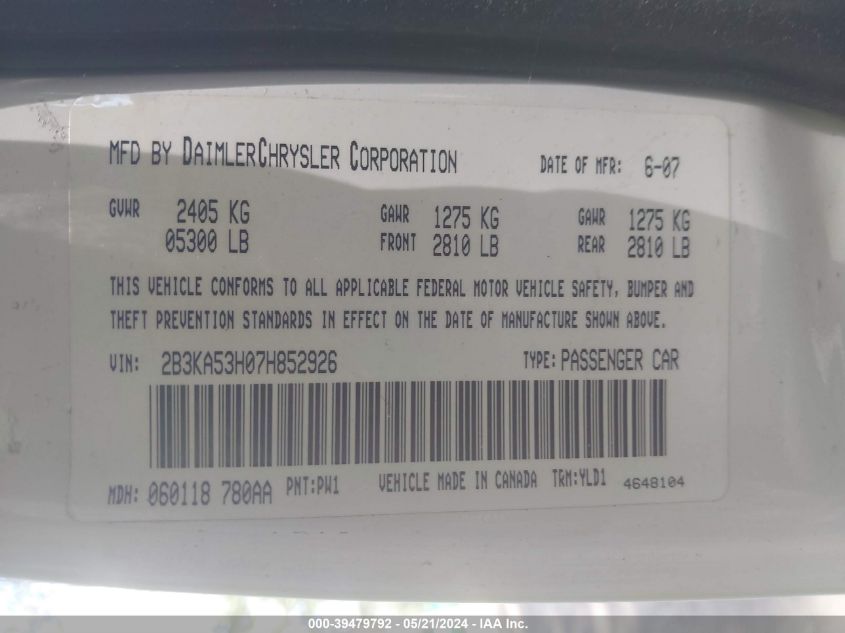 MFD BY DAIMLERCHRYSLER CORPORATION DATE OF MFR: 6-07
GVWR 2405 KG GAWR 1275 KG GAWR 1275 KG
05300 LB FRONT 2810 LB REAR 2810 LB
THIS VEHICLE CONFORMS TO ALL APPLICABLE FEDERAL MOTOR VEHICLE SAFETY, BUMPER AND
THEFT PREVENTION STANDARDS IN EFFECT ON THE DATE OF MANUFACTURE SHOWN ABOVE.
VIN: 2B3KA53H07H852926 TYPE: PASSENGER CAR
MDH: 060118 780AA PNT:PW1 VEHICLE MADE IN CANADA TRM:YLD1 4648104
000-39479792 - 05/21/2024 - IAA Inc.